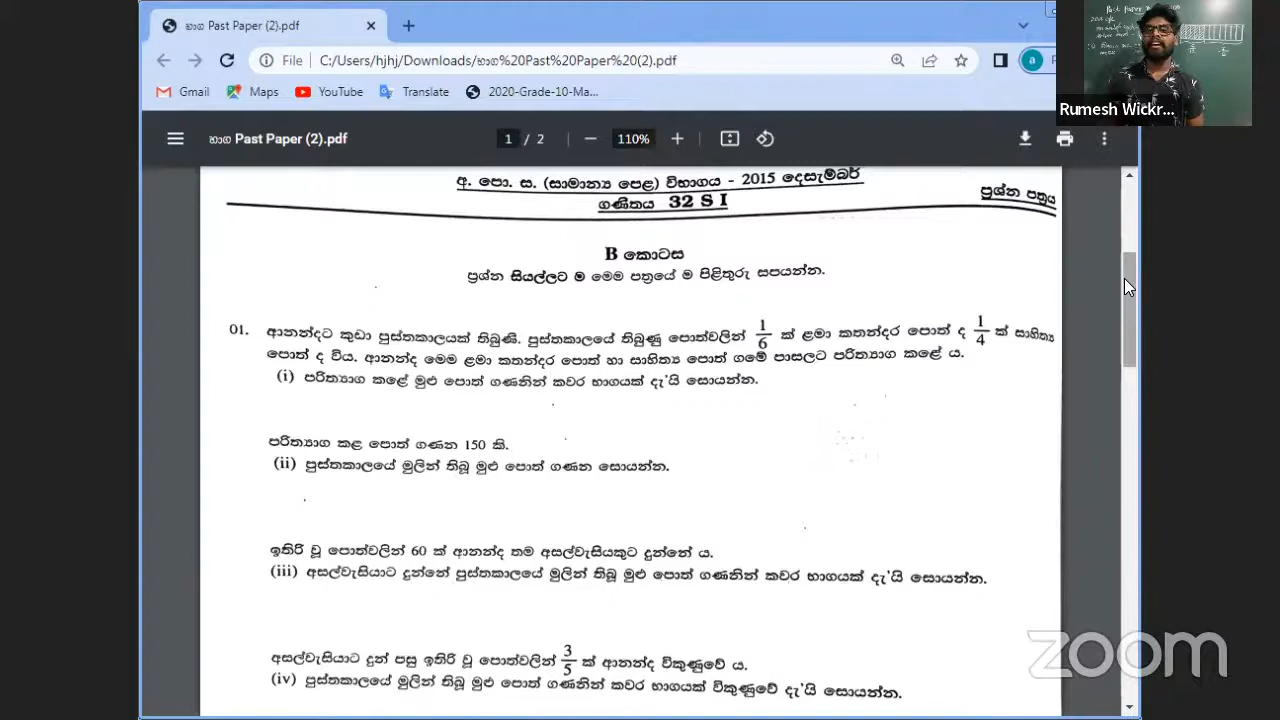 භාග Past Paper (2).pdf
File C:/Users/hjhj/Downloads/භාග%20Past%20Paper%20(2).pdf
Gmail Maps YouTube Translate 2020-Grade-10-Ma...
භාග Past Paper (2).pdf 1 / 2 110%
අ. පො. ස. (සාමාන්‍ය පෙළ) විභාගය - 2015 දෙසැම්බර්
ගණිතය 32 S I
ප්‍රශ්න පත්‍රය
B කොටස
ප්‍රශ්න සියල්ලට ම මෙම පත්‍රයේ ම පිළිතුරු සපයන්න.
01. ආනන්දට කුඩා පුස්තකාලයක් තිබුණි. පුස්තකාලයේ තිබුණු පොත්වලින් 1/6 ක් ළමා කතන්දර පොත් ද 1/4 ක් සාහිත්‍ය
පොත් ද විය. ආනන්ද මෙම ළමා කතන්දර පොත් හා සාහිත්‍ය පොත් ගමේ පාසලට පරිත්‍යාග කළේ ය.
(i) පරිත්‍යාග කළේ මුළු පොත් ගණනින් කවර භාගයක් දැ'යි සොයන්න.
පරිත්‍යාග කළ පොත් ගණන 150 කි.
(ii) පුස්තකාලයේ මුලින් තිබූ මුළු පොත් ගණන සොයන්න.
ඉතිරි වූ පොත්වලින් 60 ක් ආනන්ද තම අසල්වැසියකුට දුන්නේ ය.
(iii) අසල්වැසියාට දුන්නේ පුස්තකාලයේ මුලින් තිබූ මුළු පොත් ගණනින් කවර භාගයක් දැ'යි සොයන්න.
අසල්වැසියාට දුන් පසු ඉතිරි වූ පොත්වලින් 3/5 ක් ආනන්ද විකුණුවේ ය.
(iv) පුස්තකාලයේ මුලින් තිබූ මුළු පොත් ගණනින් කවර භාගයක් විකුණුවේ දැ'යි සොයන්න.
Past Paper
Rumesh Wickr...
zoom